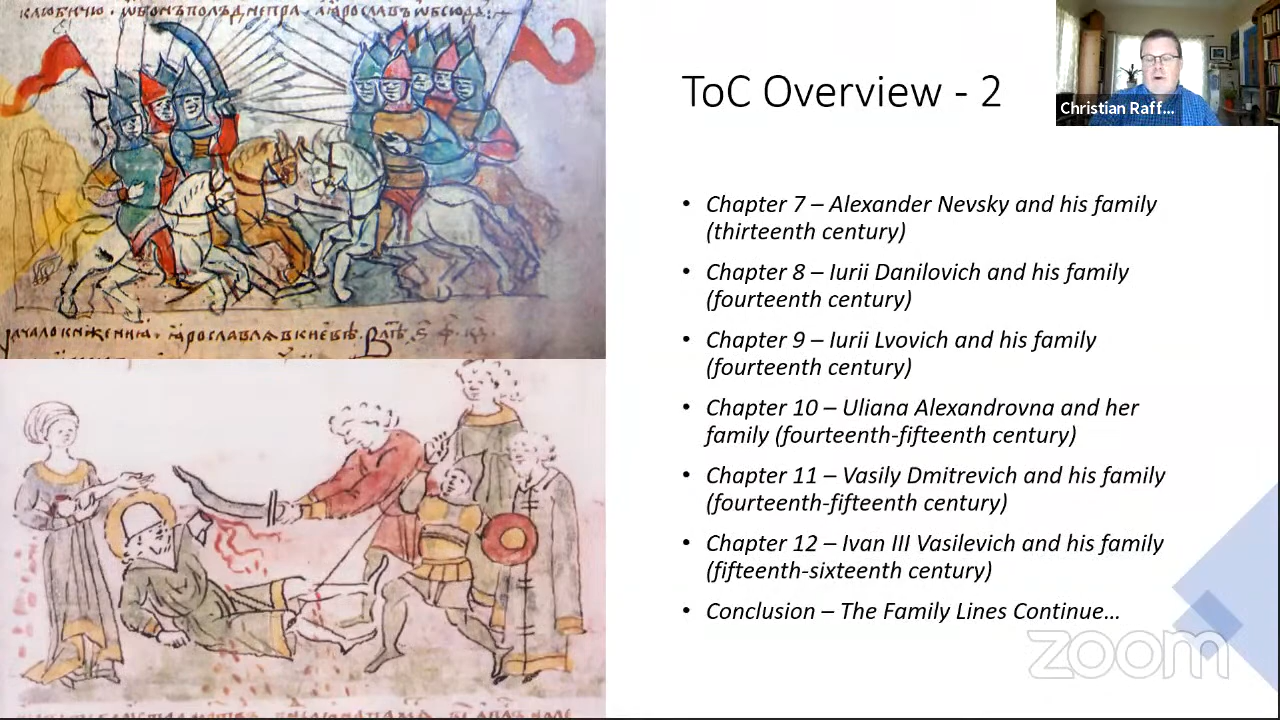 ToC Overview - 2
Christian Raff...
• Chapter 7 – Alexander Nevsky and his family
(thirteenth century)
• Chapter 8 – Iurii Danilovich and his family
(fourteenth century)
• Chapter 9 – Iurii Lvovich and his family
(fourteenth century)
• Chapter 10 – Uliana Alexandrovna and her
family (fourteenth-fifteenth century)
• Chapter 11 – Vasily Dmitrevich and his family
(fourteenth-fifteenth century)
• Chapter 12 – Ivan III Vasilevich and his family
(fifteenth-sixteenth century)
• Conclusion – The Family Lines Continue...
zoom